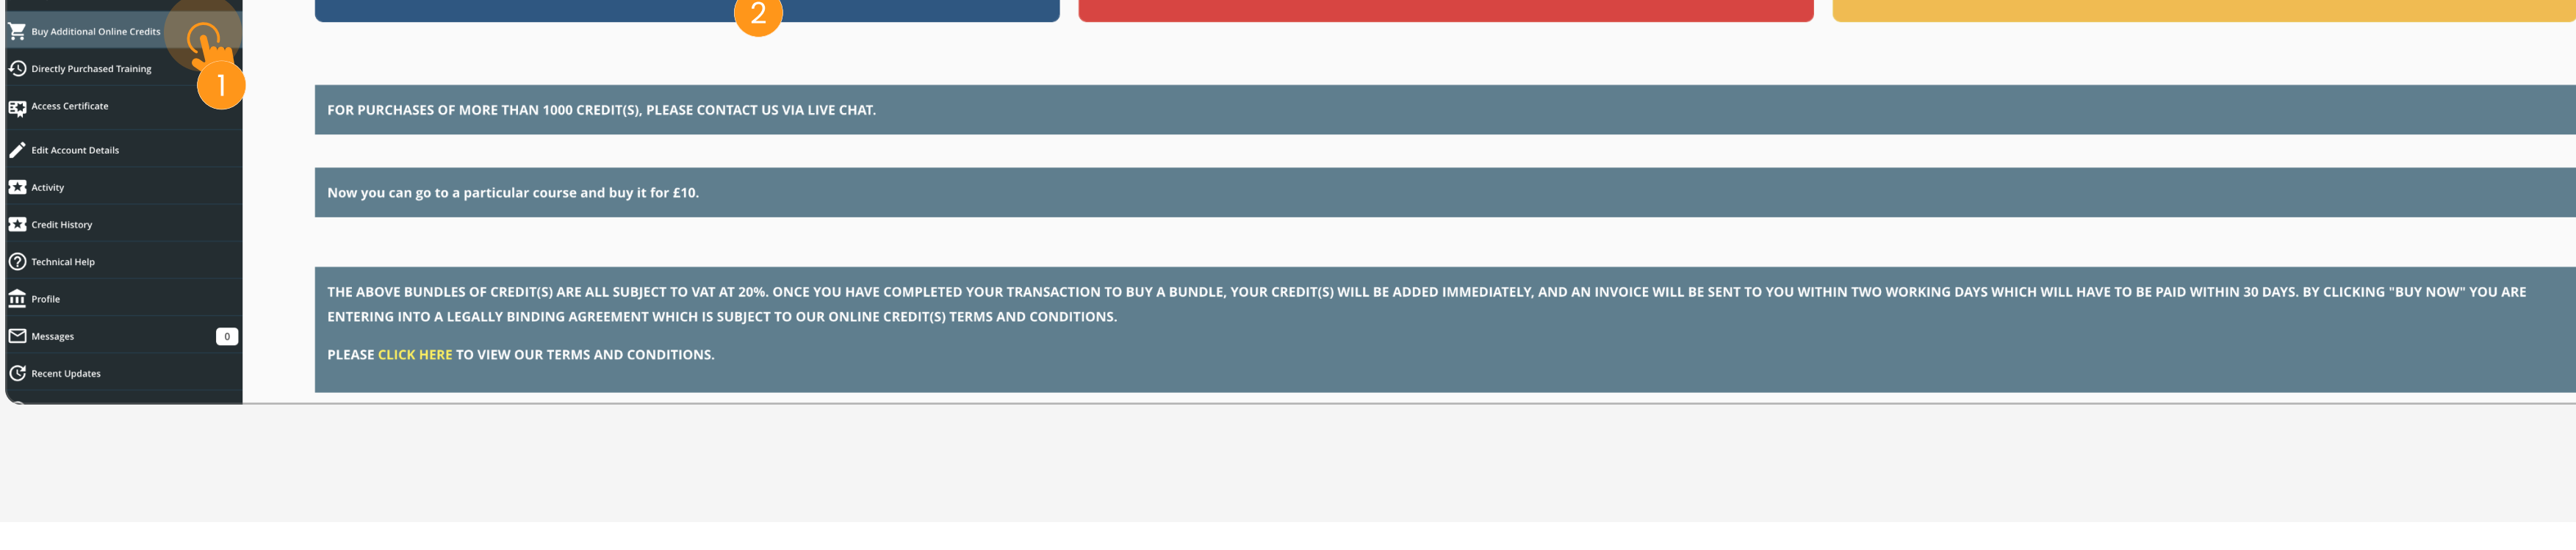 Buy Additional Online Credits
Directly Purchased Training
Access Certificate
Edit Account Details
Activity
Credit History
Technical Help
Profile
Messages 0
Recent Updates
1
2
FOR PURCHASES OF MORE THAN 1000 CREDIT(S), PLEASE CONTACT US VIA LIVE CHAT.
Now you can go to a particular course and buy it for £10.
THE ABOVE BUNDLES OF CREDIT(S) ARE ALL SUBJECT TO VAT AT 20%. ONCE YOU HAVE COMPLETED YOUR TRANSACTION TO BUY A BUNDLE, YOUR CREDIT(S) WILL BE ADDED IMMEDIATELY, AND AN INVOICE WILL BE SENT TO YOU WITHIN TWO WORKING DAYS WHICH WILL HAVE TO BE PAID WITHIN 30 DAYS. BY CLICKING "BUY NOW" YOU ARE
ENTERING INTO A LEGALLY BINDING AGREEMENT WHICH IS SUBJECT TO OUR ONLINE CREDIT(S) TERMS AND CONDITIONS.
PLEASE CLICK HERE TO VIEW OUR TERMS AND CONDITIONS.